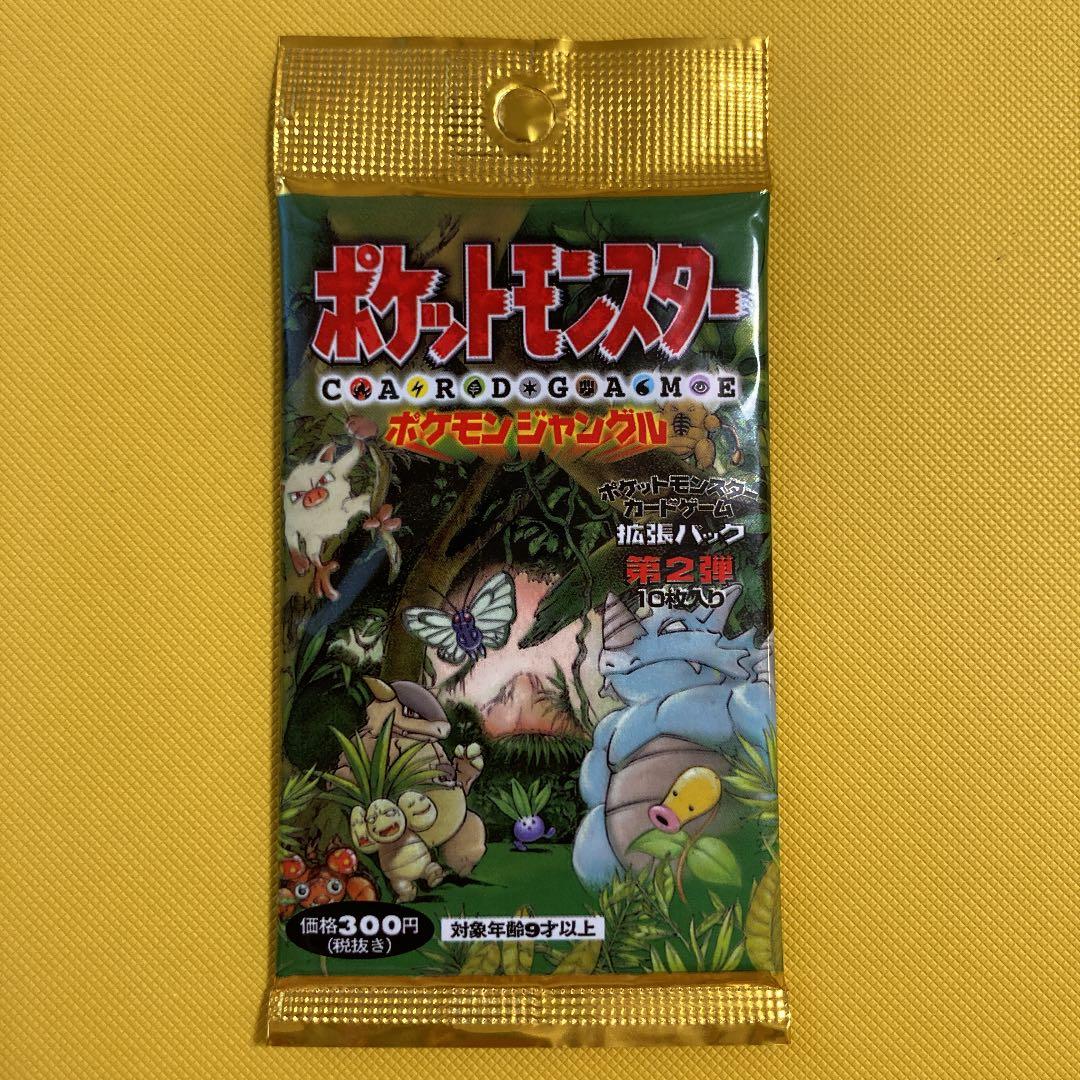 ポケットモンスター
TM
CARDGAME
ポケモンジャングル
ポケットモンスター
カードゲーム
拡張パック
第2弾
10枚入り
価格300円
(税抜き)
対象年齢9才以上